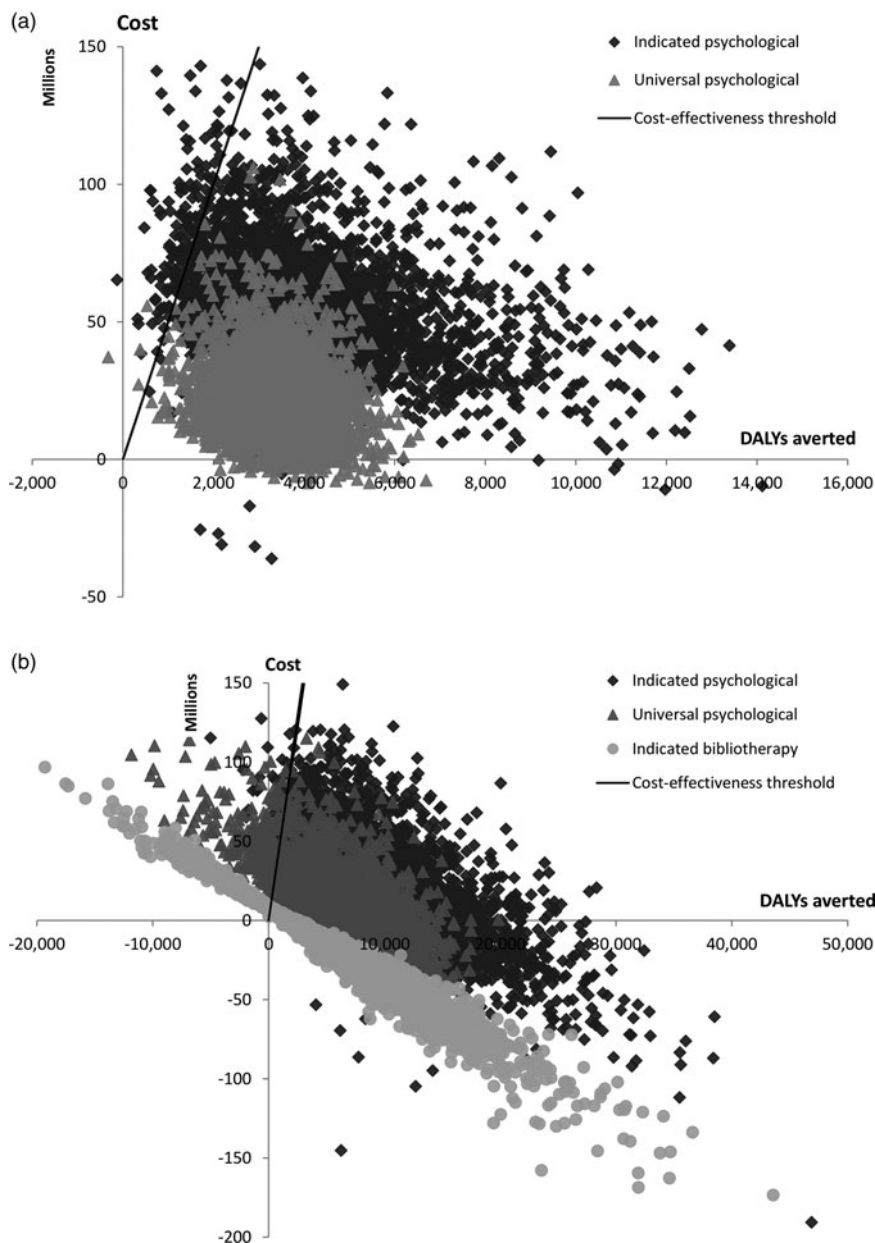 (a)
Cost
Millions
150
100
50
0
-50
-2,000
0
2,000
4,000
6,000
8,000
10,000
12,000
14,000
16,000
DALYs averted
Indicated psychological
Universal psychological
Cost-effectiveness threshold
(b)
Cost
Millions
150
100
50
0
-50
-100
-150
-200
-20,000
-10,000
0
10,000
20,000
30,000
40,000
50,000
DALYs averted
Indicated psychological
Universal psychological
Indicated bibliotherapy
Cost-effectiveness threshold